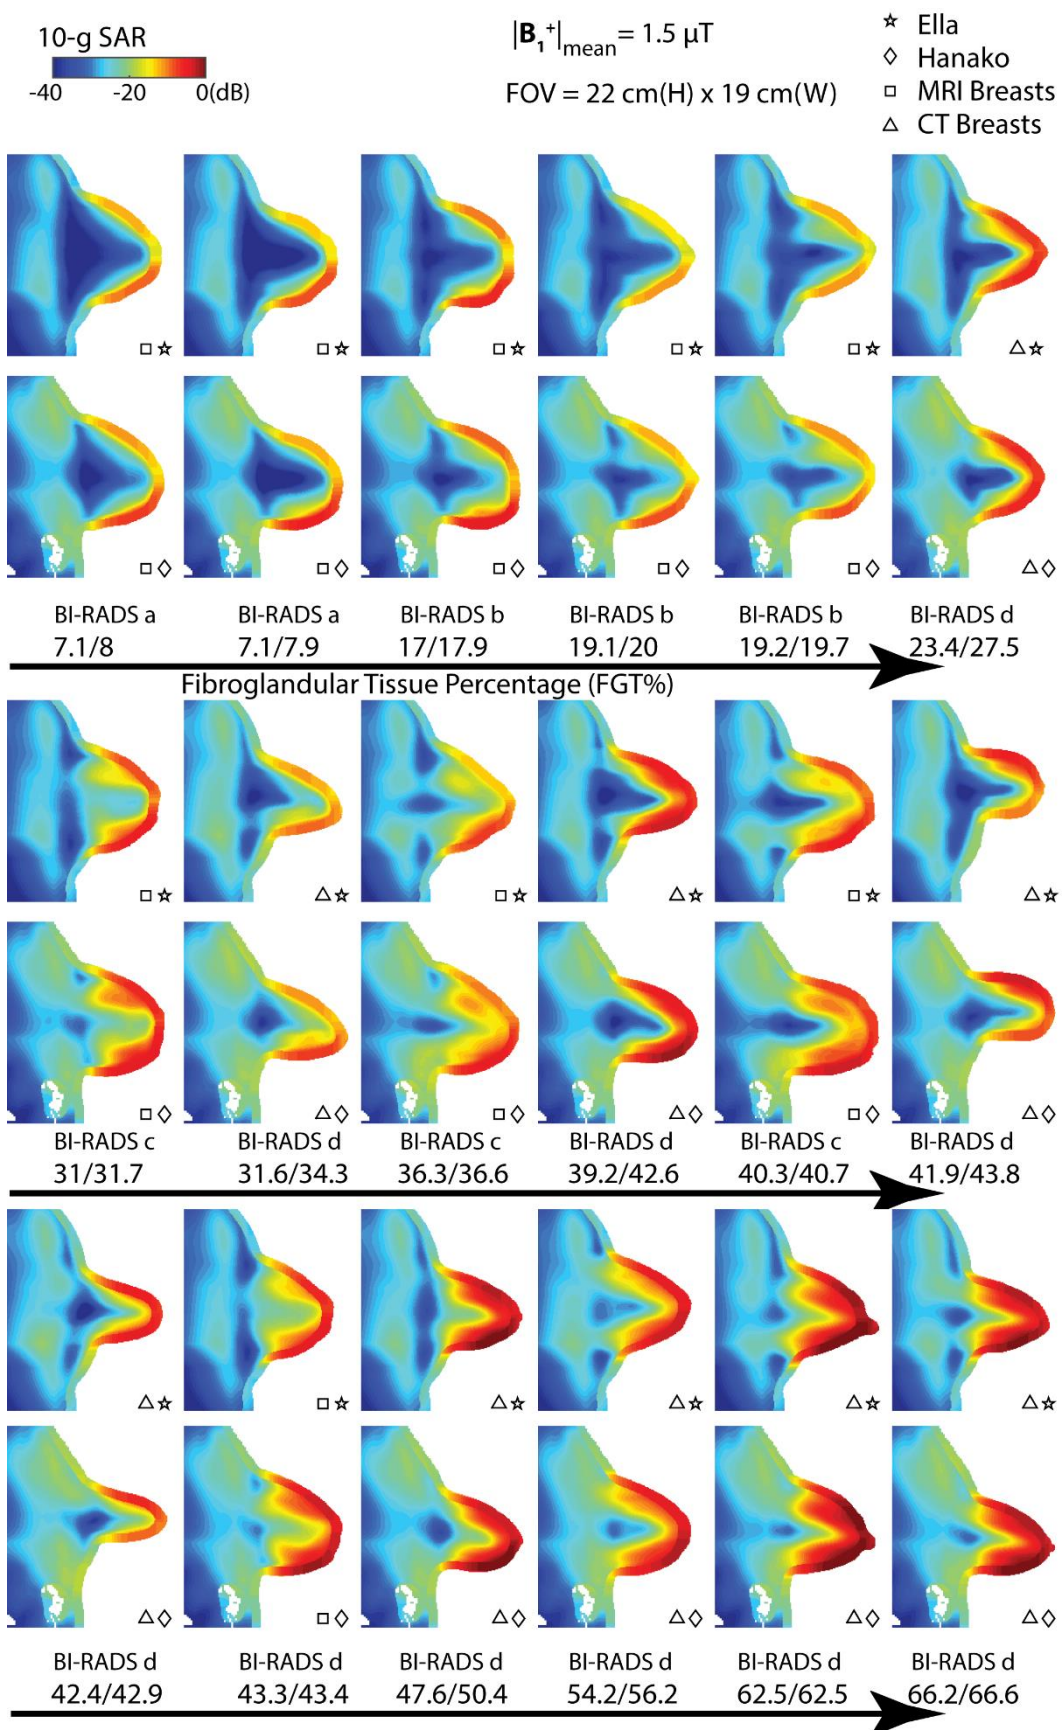 10-g SAR
-40 -20 0(dB)
|B₁⁺|mean = 1.5 µT
FOV = 22 cm(H) x 19 cm(W)
☆ Ella
◇ Hanako
□ MRI Breasts
△ CT Breasts
□☆ □☆ □☆ □☆ □☆ △☆
□◇ □◇ □◇ □◇ □◇ △◇
BI-RADS a BI-RADS a BI-RADS b BI-RADS b BI-RADS b BI-RADS d
7.1/8 7.1/7.9 17/17.9 19.1/20 19.2/19.7 23.4/27.5
Fibroglandular Tissue Percentage (FGT%)
□☆ △☆ □☆ △☆ □☆ △☆
□◇ △◇ □◇ △◇ □◇ △◇
BI-RADS c BI-RADS d BI-RADS c BI-RADS d BI-RADS c BI-RADS d
31/31.7 31.6/34.3 36.3/36.6 39.2/42.6 40.3/40.7 41.9/43.8
△☆ □☆ △☆ △☆ △☆ △☆
△◇ □◇ △◇ △◇ △◇ △◇
BI-RADS d BI-RADS d BI-RADS d BI-RADS d BI-RADS d BI-RADS d
42.4/42.9 43.3/43.4 47.6/50.4 54.2/56.2 62.5/62.5 66.2/66.6